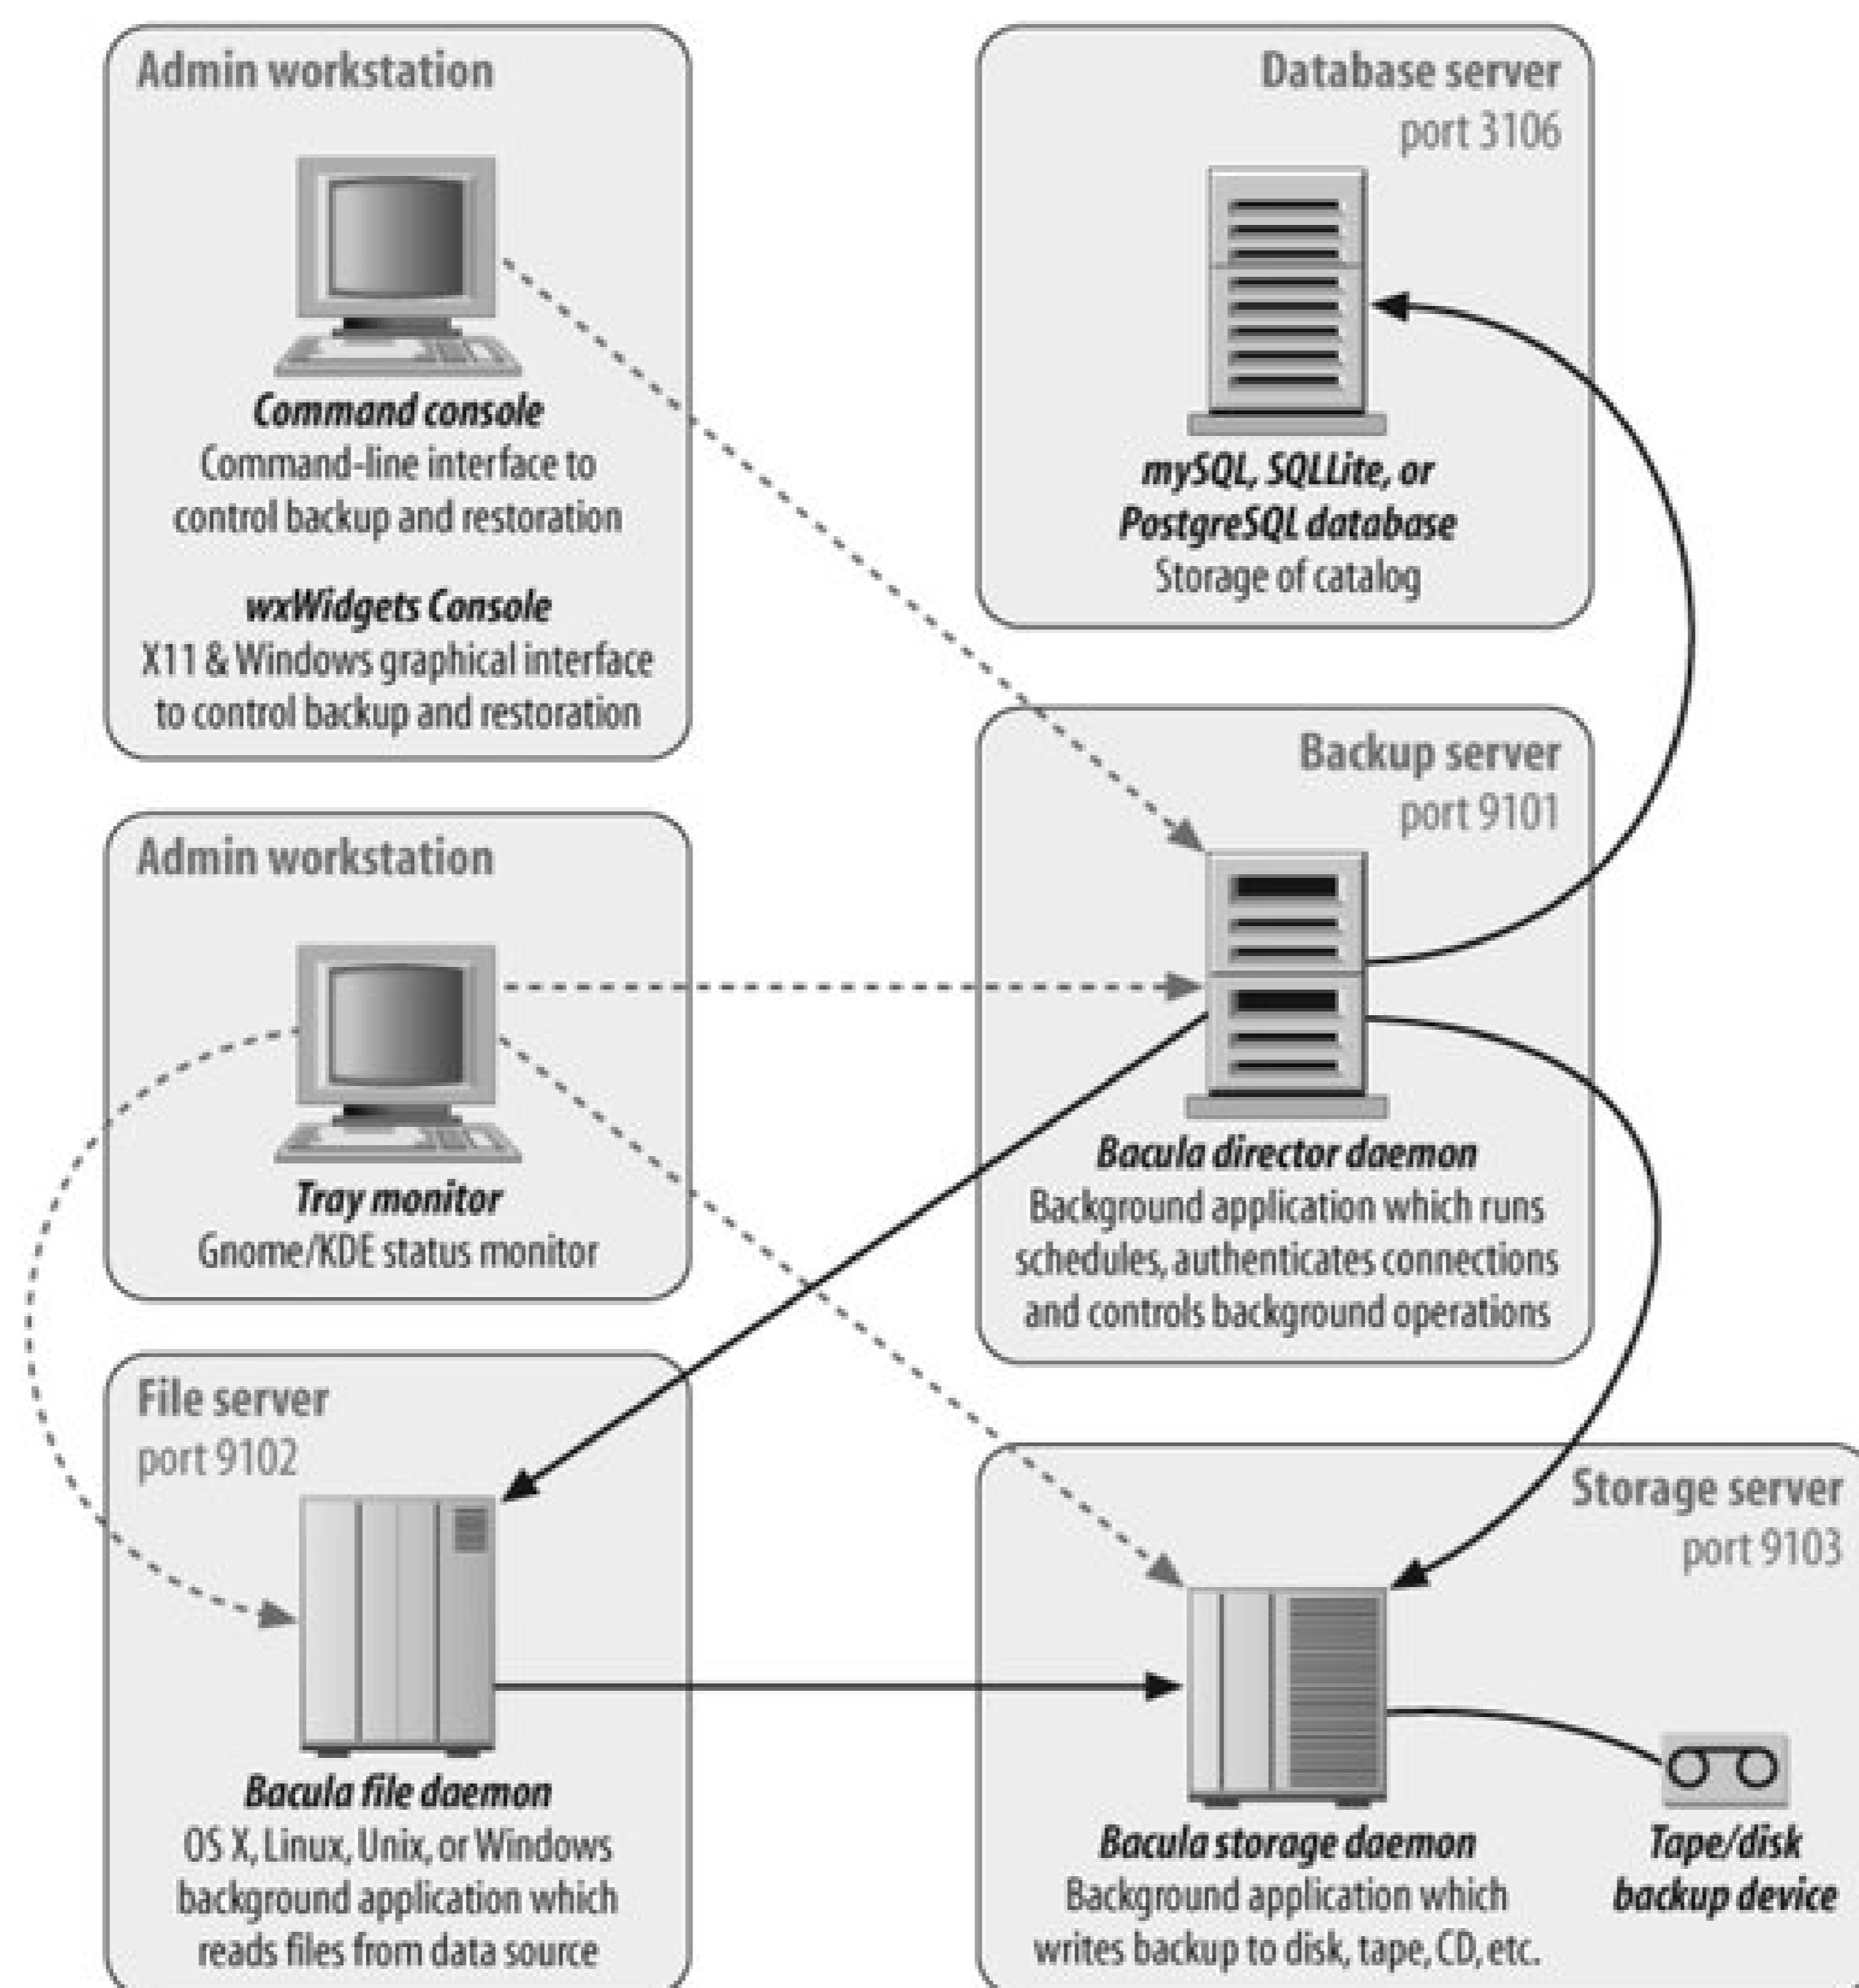 Admin workstation
Command console
Command-line interface to
control backup and restoration
wxWidgets Console
X11 & Windows graphical interface
to control backup and restoration
Database server
port 3106
mySQL, SQLLite, or
PostgreSQL database
Storage of catalog
Admin workstation
Tray monitor
Gnome/KDE status monitor
Backup server
port 9101
Bacula director daemon
Background application which runs
schedules, authenticates connections
and controls background operations
File server
port 9102
Bacula file daemon
OS X, Linux, Unix, or Windows
background application which
reads files from data source
Storage server
port 9103
Bacula storage daemon
Background application which
writes backup to disk, tape, CD, etc.
Tape/disk
backup device